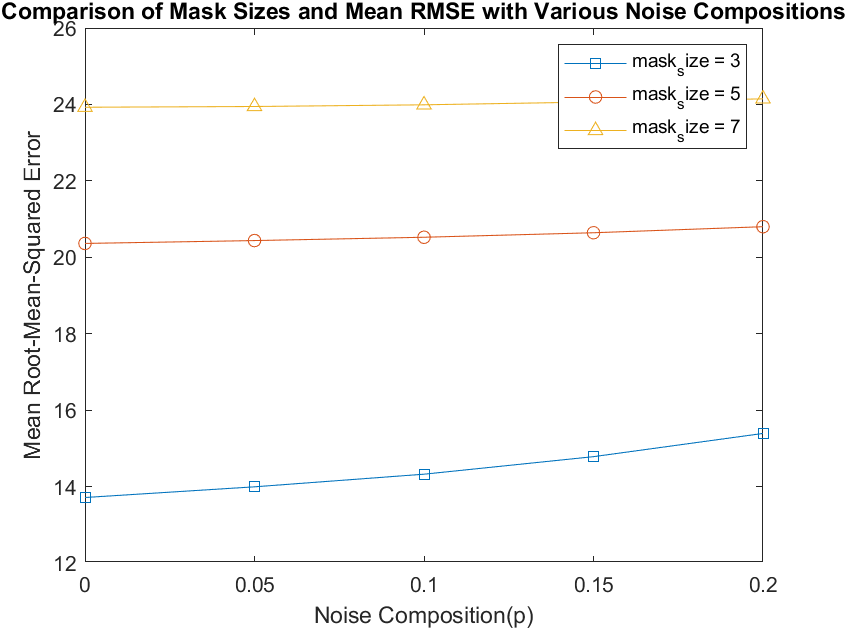 Comparison of Mask Sizes and Mean RMSE with Various Noise Compositions
26
24
22
20
18
16
14
12
Mean Root-Mean-Squared Error
mask_size = 3
mask_size = 5
mask_size = 7
0 0.05 0.1 0.15 0.2
Noise Composition(p)